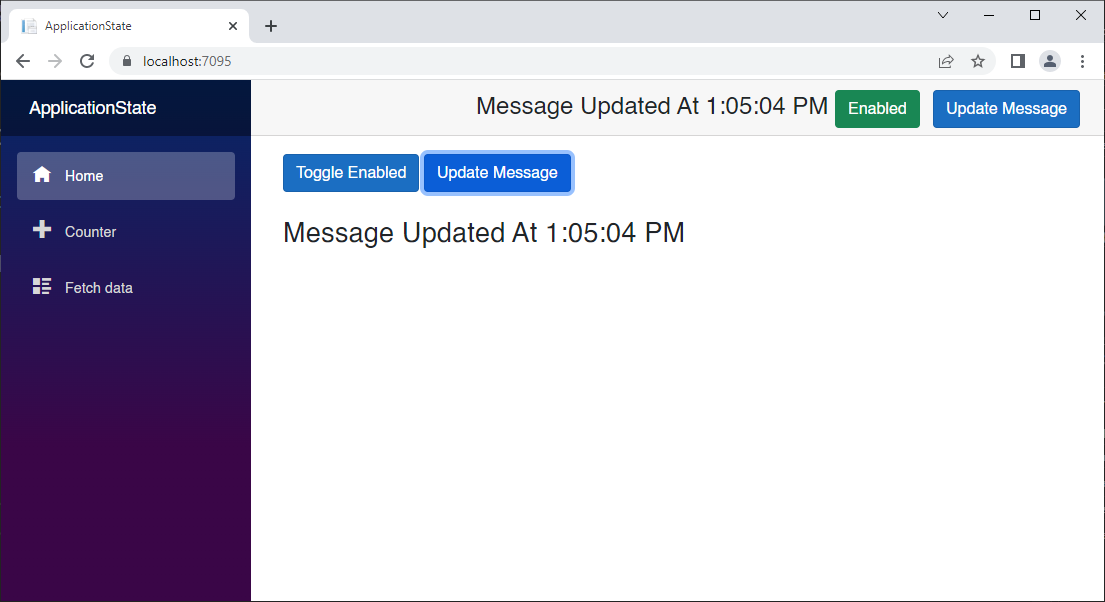 ApplicationState
localhost:7095
ApplicationState
Message Updated At 1:05:04 PM Enabled Update Message
Home
Counter
Fetch data
Toggle Enabled Update Message
Message Updated At 1:05:04 PM